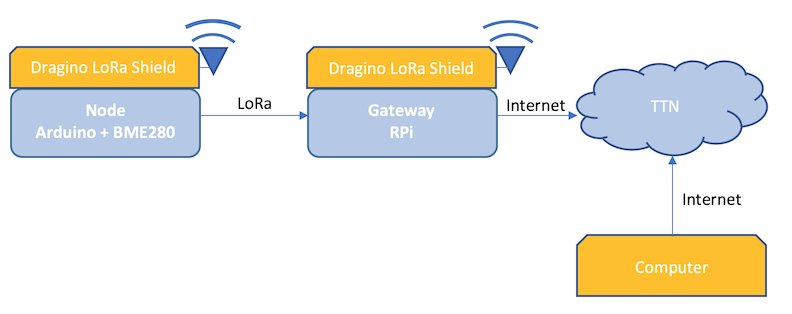 Dragino LoRa Shield
Node
Arduino + BME280
LoRa
Dragino LoRa Shield
Gateway
RPi
Internet
TTN
Internet
Computer